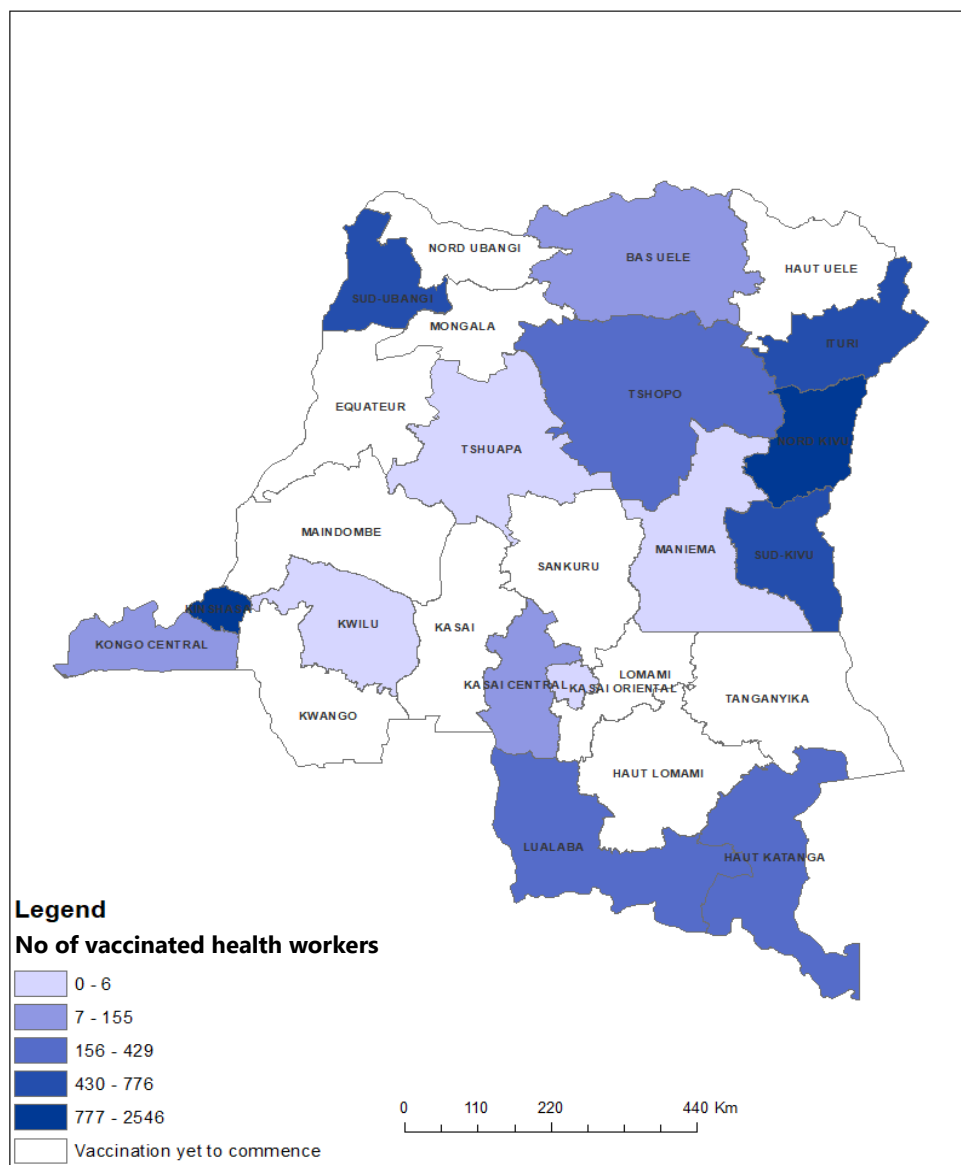 NORD UBANGI
BAS UELE
HAUT UELE
SUD-UBANGI
MONGALA
ITURI
TSHOPO
EQUATEUR
NORD-KIVU
TSHUAPA
MAINDOMBE
MANIEMA
SUD-KIVU
SANKURU
KINSHASA
KWILU
KASAI
KONGO CENTRAL
LOMAMI
KASAI CENTRAL
KASAI ORIENTAL
TANGANYIKA
KWANGO
HAUT LOMAMI
LUALABA
HAUT KATANGA
Legend
No of vaccinated health workers
0 - 6
7 - 155
156 - 429
430 - 776
777 - 2546
Vaccination yet to commence
0 110 220 440 Km